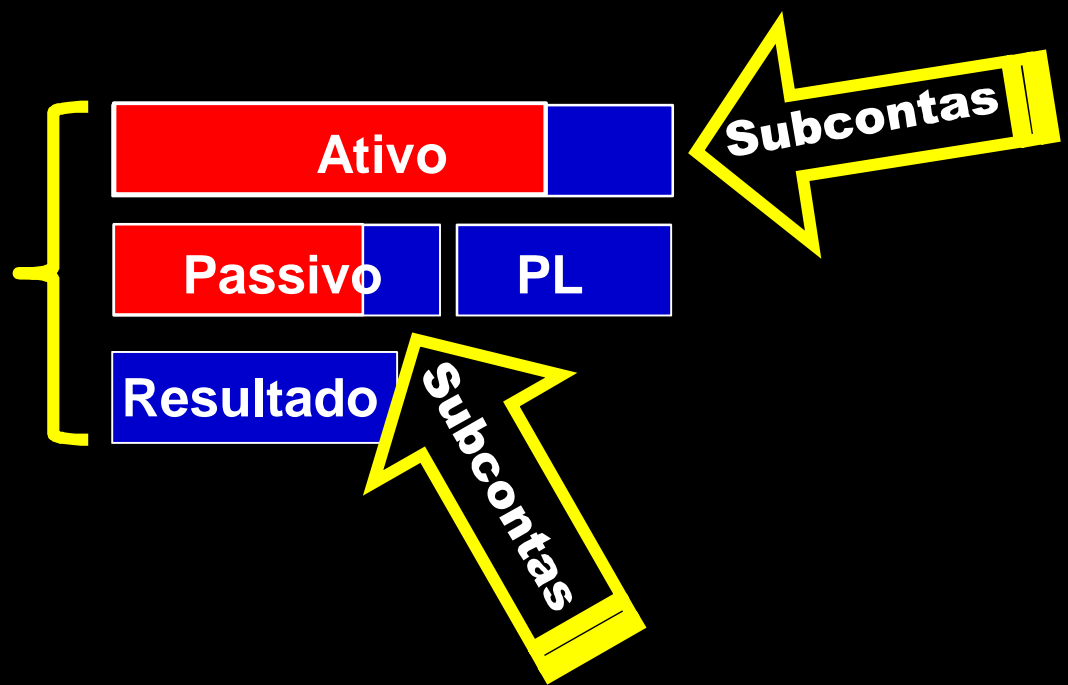 Ativo
Subcontas
Passivo
PL
Resultado
Subcontas